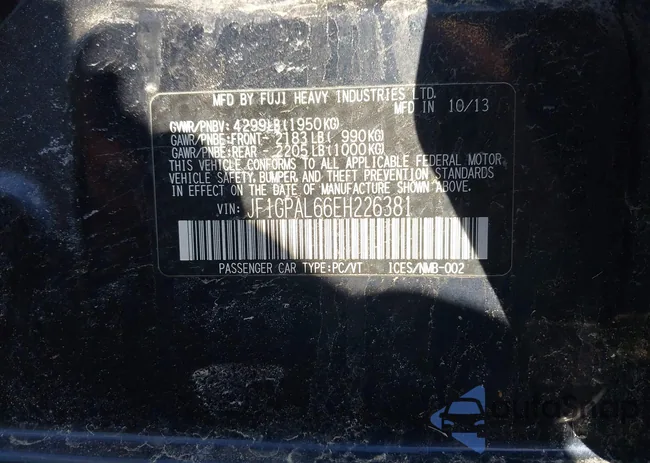 MFD BY FUJI HEAVY INDUSTRIES LTD.
MFD IN 10/13
GVWR/PNBV: 4299LB(1950KG)
GAWR/PNBE:FRONT- 2183LB( 990KG)
GAWR/PNBE:REAR - 2205LB(1000KG)
THIS VEHICLE CONFORMS TO ALL APPLICABLE FEDERAL MOTOR
VEHICLE SAFETY, BUMPER, AND THEFT PREVENTION STANDARDS
IN EFFECT ON THE DATE OF MANUFACTURE SHOWN ABOVE.
VIN: JF1GPAL66EH226381
PASSENGER CAR TYPE:PC/VT ICES/NMB-002
autoSnap